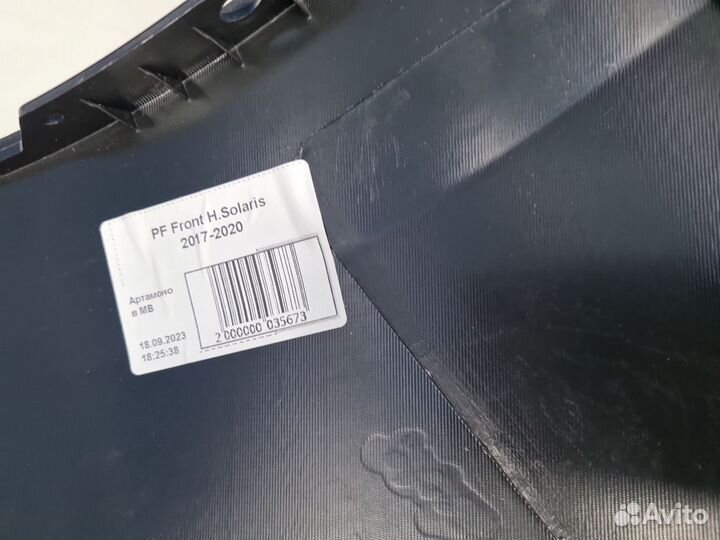 PF Front H.Solaris
2017-2020
Артамоно
в МВ
18.09.2023
18:25:38
2 000000 035673
Avito